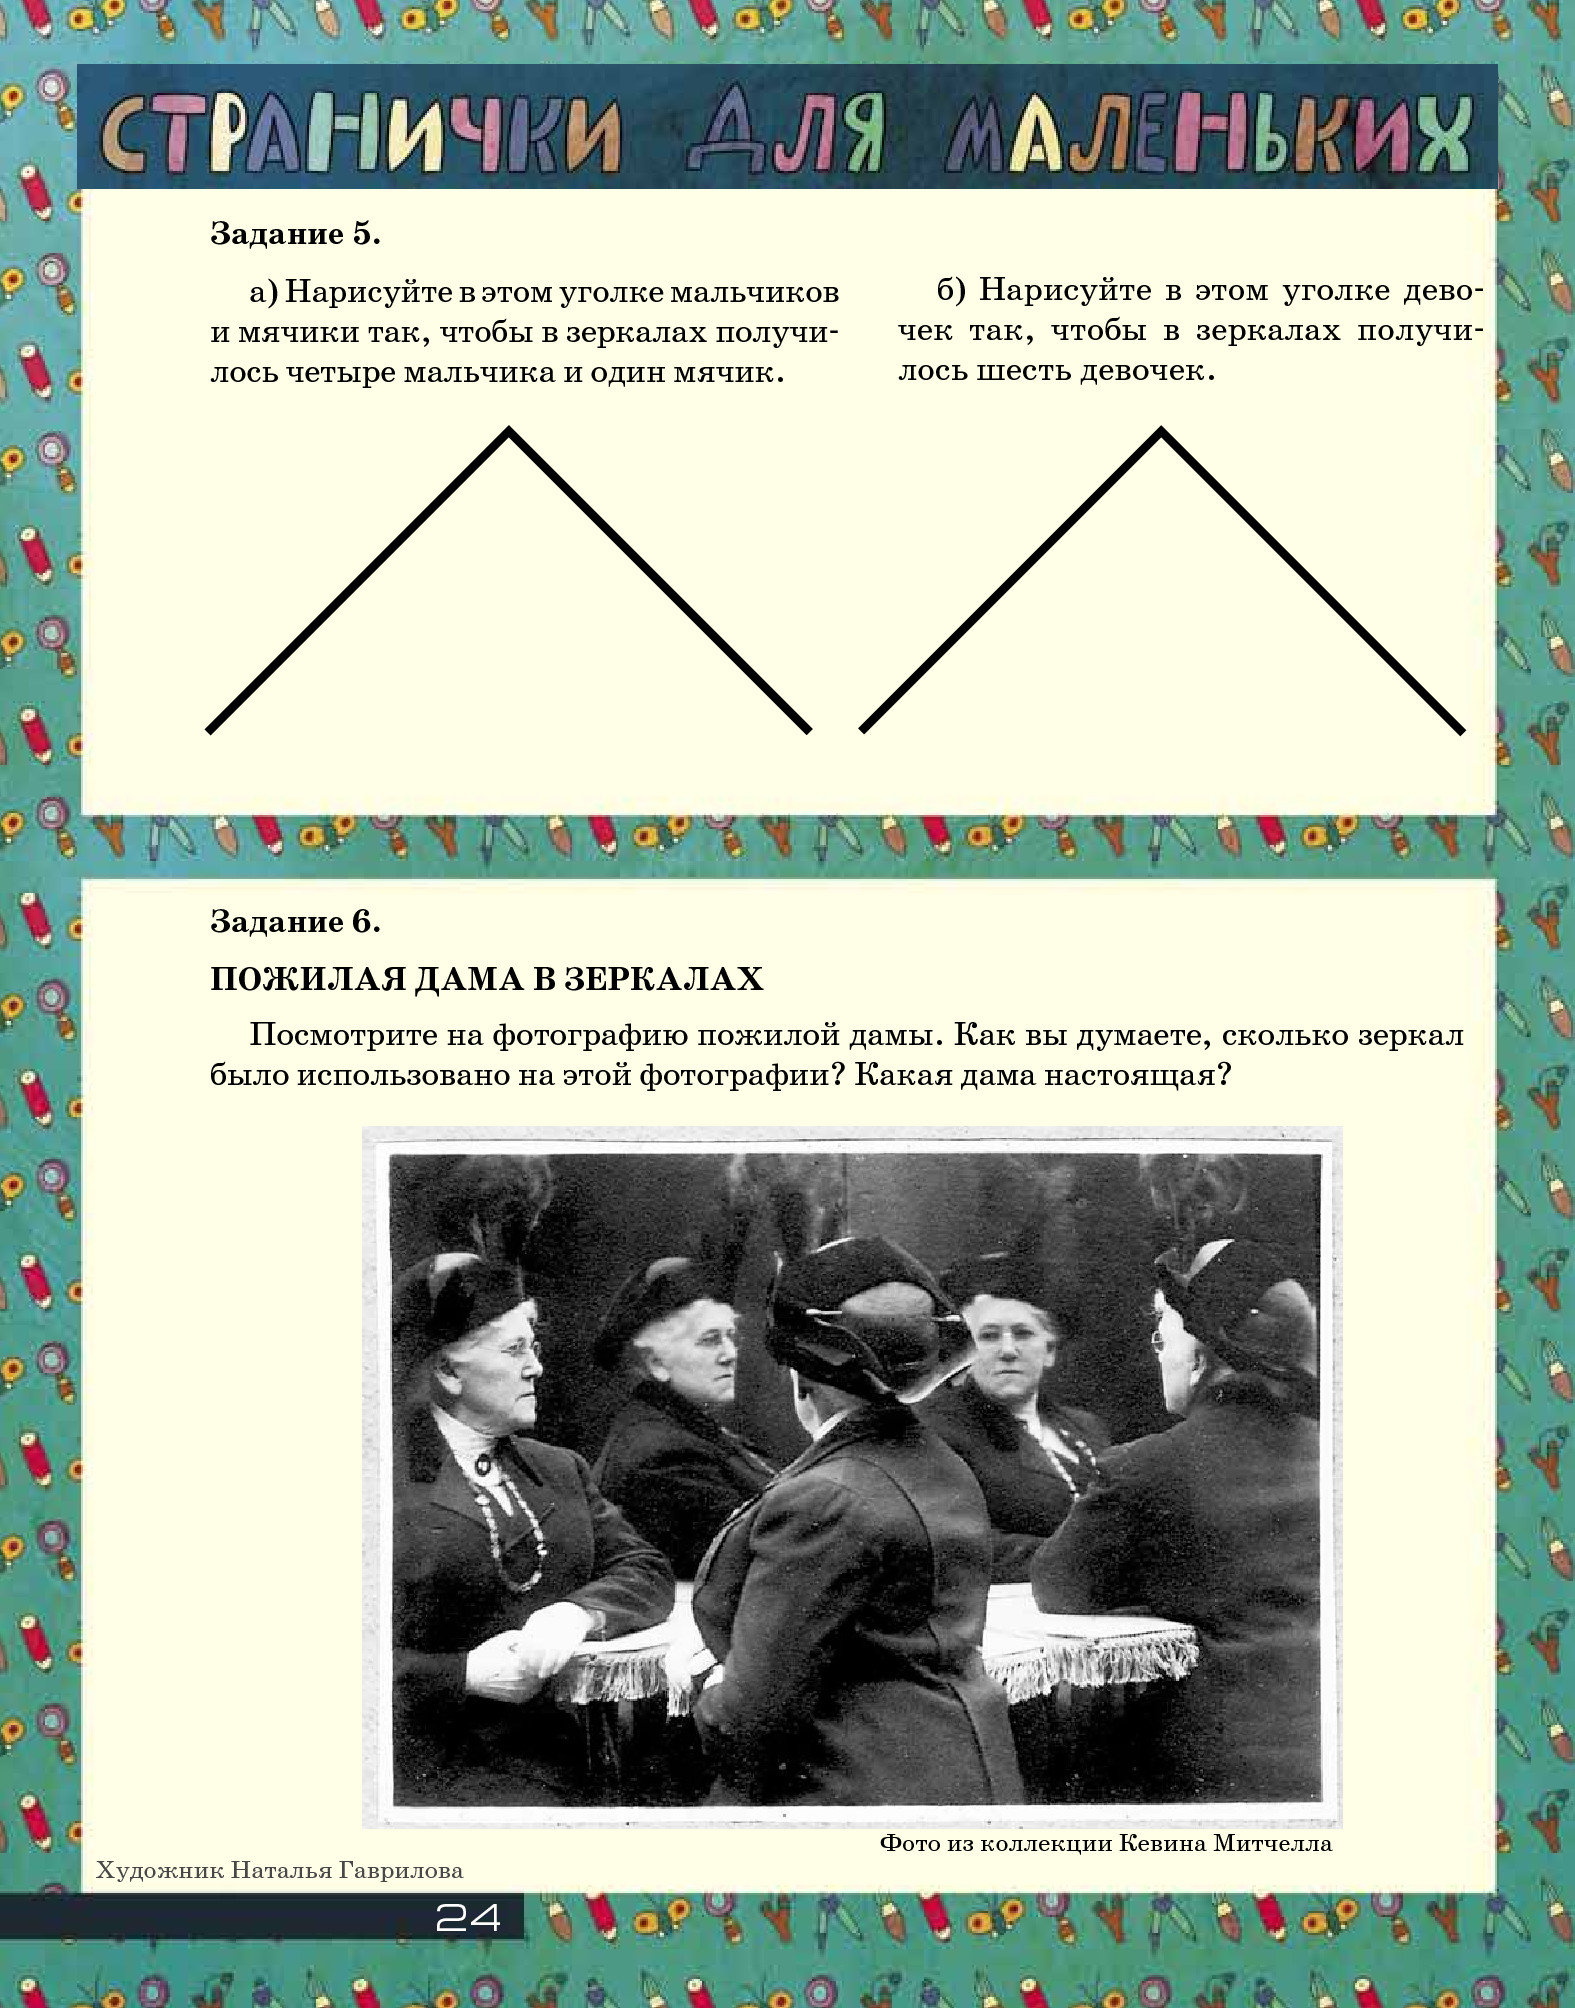 СТРАНИЧКИ ДЛЯ МАЛЕНЬКИХ
Задание 5.
а) Нарисуйте в этом уголке мальчиков
и мячики так, чтобы в зеркалах получи-
лось четыре мальчика и один мячик.
б) Нарисуйте в этом уголке дево-
чек так, чтобы в зеркалах получи-
лось шесть девочек.
Задание 6.
ПОЖИЛАЯ ДАМА В ЗЕРКАЛАХ
Посмотрите на фотографию пожилой дамы. Как вы думаете, сколько зеркал
было использовано на этой фотографии? Какая дама настоящая?
Фото из коллекции Кевина Митчелла
Художник Наталья Гаврилова
24